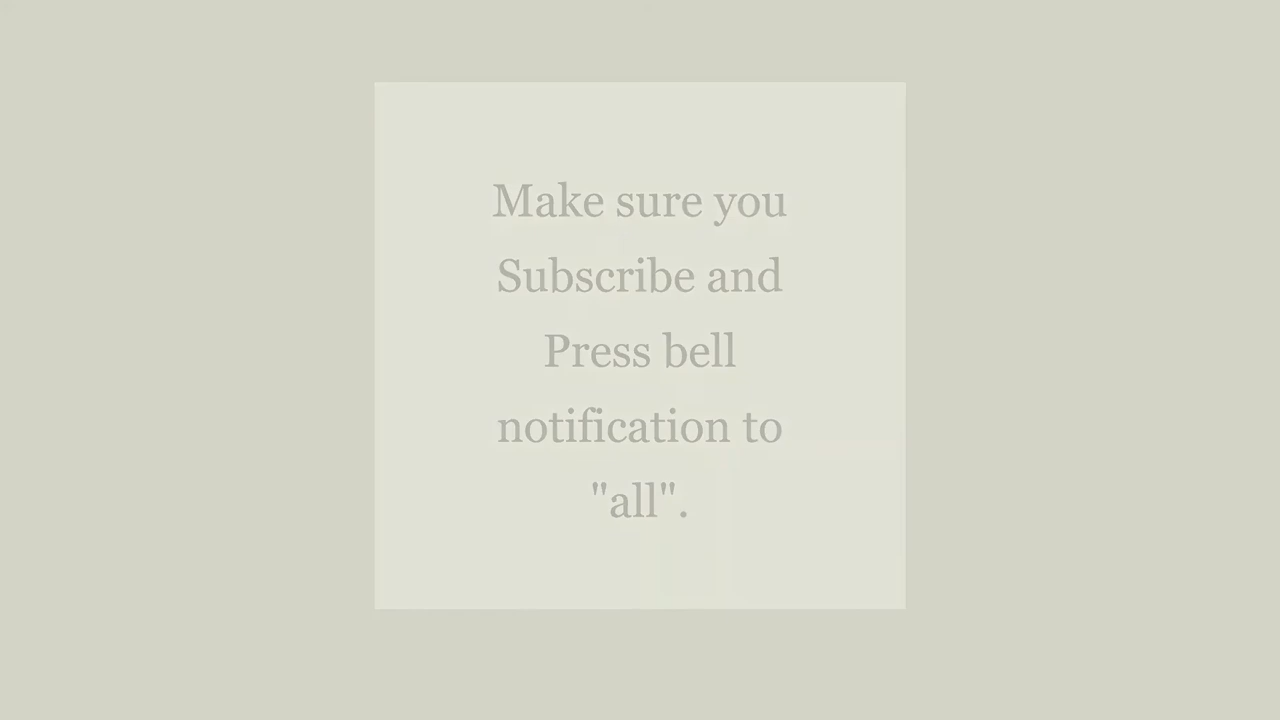 Make sure you
Subscribe and
Press bell
notification to
"all".